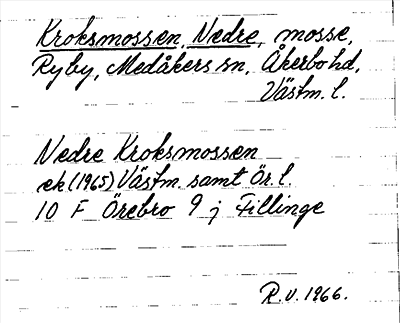 Kroksmossen, Nedre, mosse,
Ryby, Medåkers sn, Åkerbo hd,
Västm. l.
Nedre Kroksmossen
ek (1965) Västm. samt Ör. l.
10 F Örebro 9 j Fillinge
R.V. 1966.